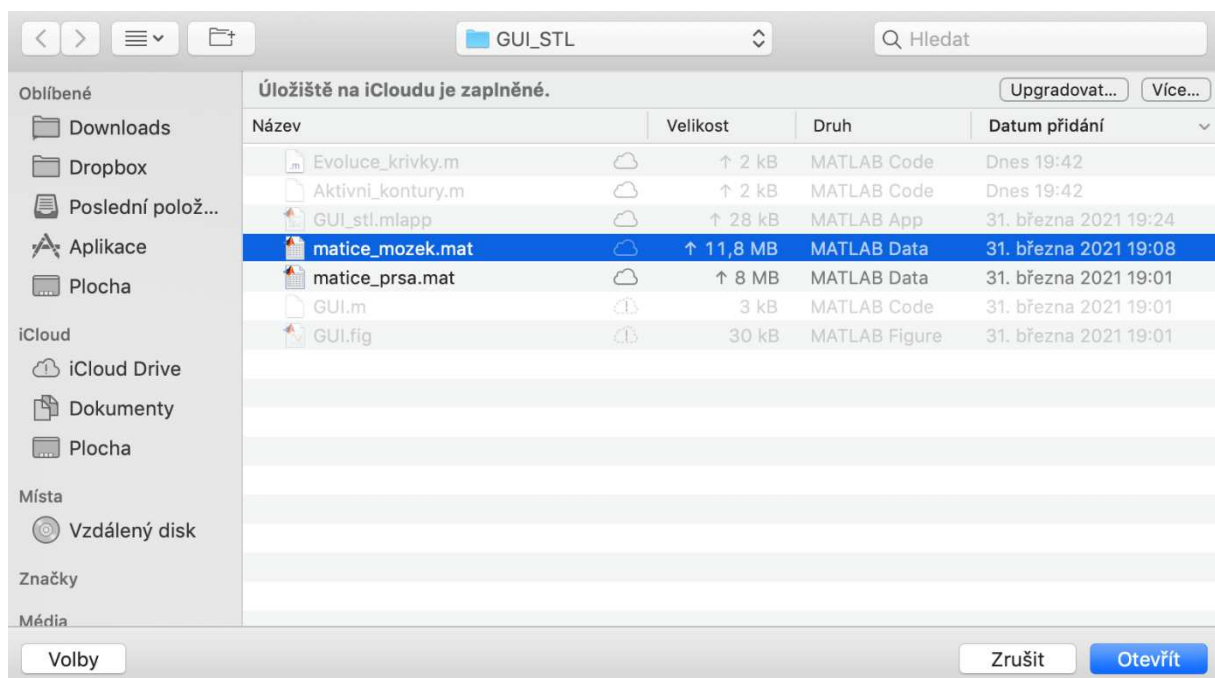 GUI_STL
Hledat
Oblíbené
Downloads
Dropbox
Poslední polož...
Aplikace
Plocha
iCloud
iCloud Drive
Dokumenty
Plocha
Místa
Vzdálený disk
Značky
Média
Úložiště na iCloudu je zaplněné. Upgradovat... Více...
Název Velikost Druh Datum přidání
Evoluce_krivky.m ↑ 2 kB MATLAB Code Dnes 19:42
Aktivni_kontury.m ↑ 2 kB MATLAB Code Dnes 19:42
GUI_stl.mlapp ↑ 28 kB MATLAB App 31. března 2021 19:24
matice_mozek.mat ↑ 11,8 MB MATLAB Data 31. března 2021 19:08
matice_prsa.mat ↑ 8 MB MATLAB Data 31. března 2021 19:01
GUI.m 3 kB MATLAB Code 31. března 2021 19:01
GUI.fig 30 kB MATLAB Figure 31. března 2021 19:01
Volby Zrušit Otevřít